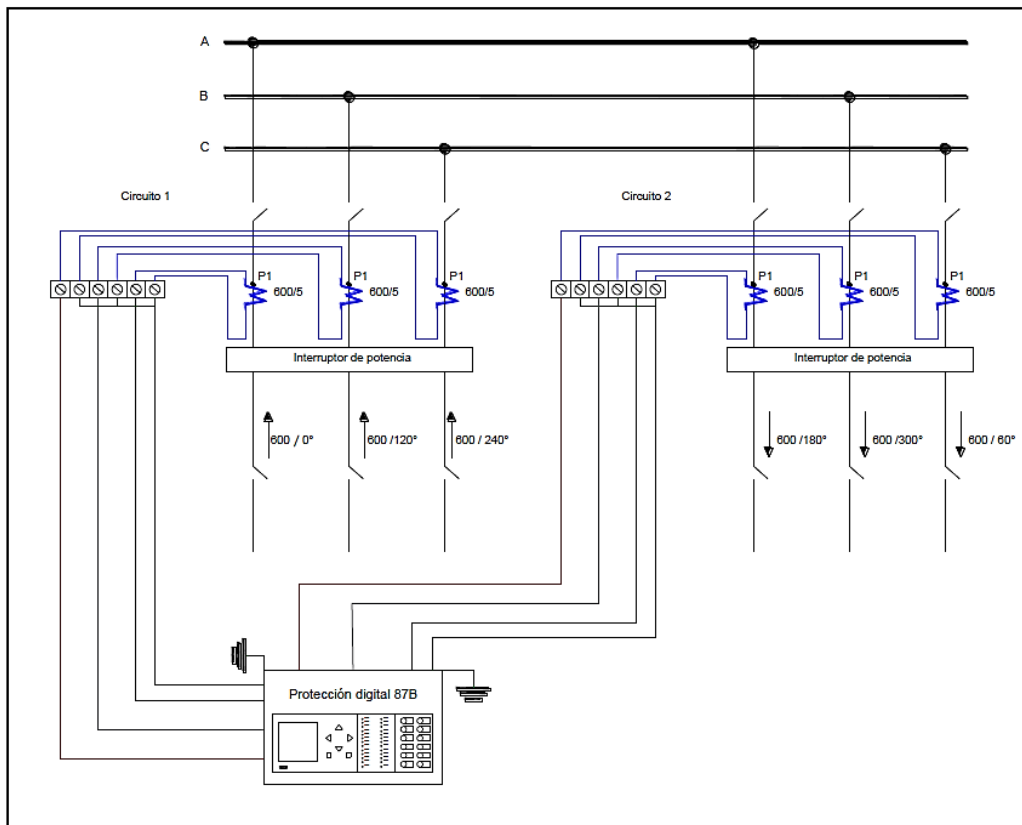 A
B
C
Circuito 1
Circuito 2
P1
P1
P1
P1
P1
P1
600/5
600/5
600/5
600/5
600/5
600/5
Interruptor de potencia
Interruptor de potencia
600 / 0°
600 /120°
600 / 240°
600 /180°
600 /300°
600 / 60°
Protección digital 87B